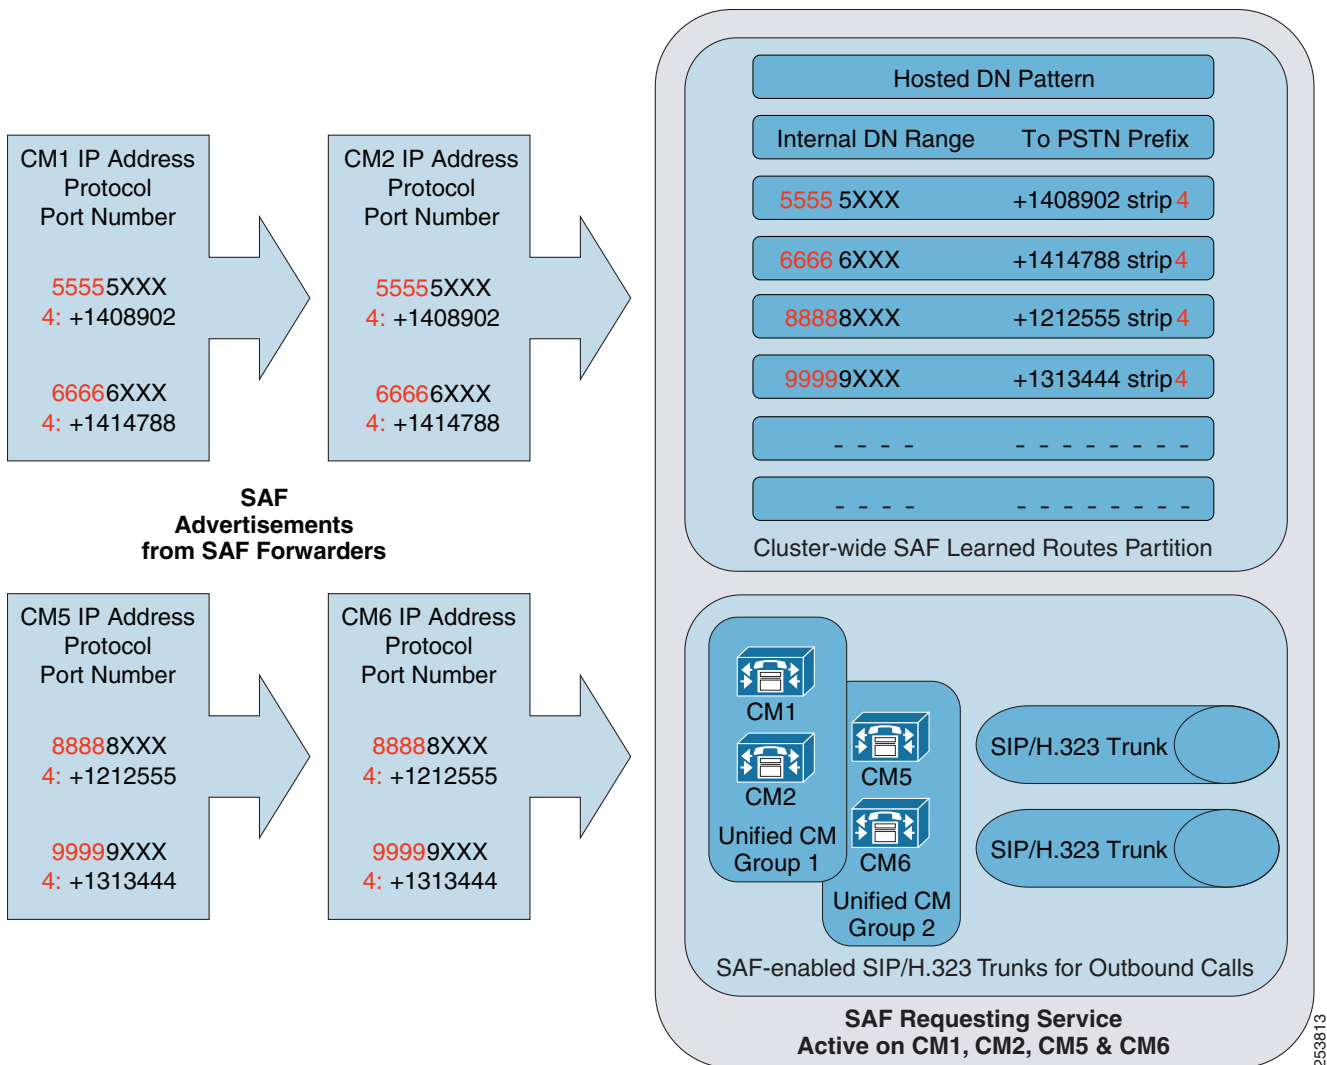 CM1 IP Address
Protocol
Port Number
55555XXX
4: +1408902
66666XXX
4: +1414788
CM2 IP Address
Protocol
Port Number
55555XXX
4: +1408902
66666XXX
4: +1414788
SAF
Advertisements
from SAF Forwarders
CM5 IP Address
Protocol
Port Number
88888XXX
4: +1212555
99999XXX
4: +1313444
CM6 IP Address
Protocol
Port Number
88888XXX
4: +1212555
99999XXX
4: +1313444
Hosted DN Pattern
Internal DN Range To PSTN Prefix
5555 5XXX +1408902 strip 4
6666 6XXX +1414788 strip 4
88888XXX +1212555 strip 4
99999XXX +1313444 strip 4
- - - - - - - - - - - -
- - - - - - - - - - - -
Cluster-wide SAF Learned Routes Partition
CM1
CM2
Unified CM
Group 1
CM5
CM6
Unified CM
Group 2
SIP/H.323 Trunk
SIP/H.323 Trunk
SAF-enabled SIP/H.323 Trunks for Outbound Calls
SAF Requesting Service
Active on CM1, CM2, CM5 & CM6
253813